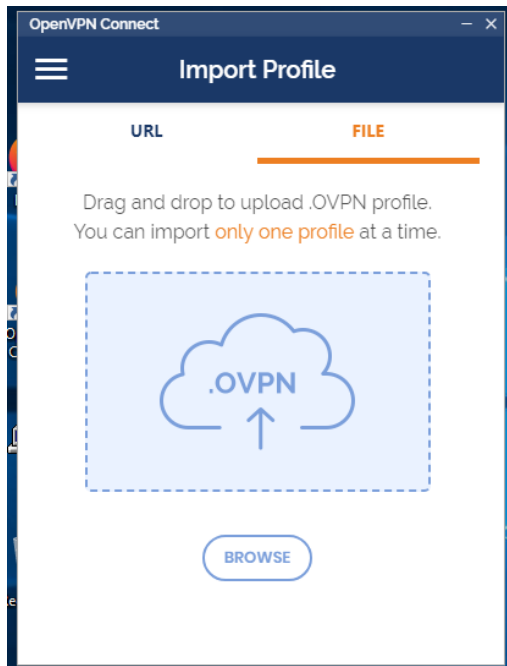 OpenVPN Connect
Import Profile
URL
FILE
Drag and drop to upload .OVPN profile.
You can import only one profile at a time.
.OVPN
BROWSE